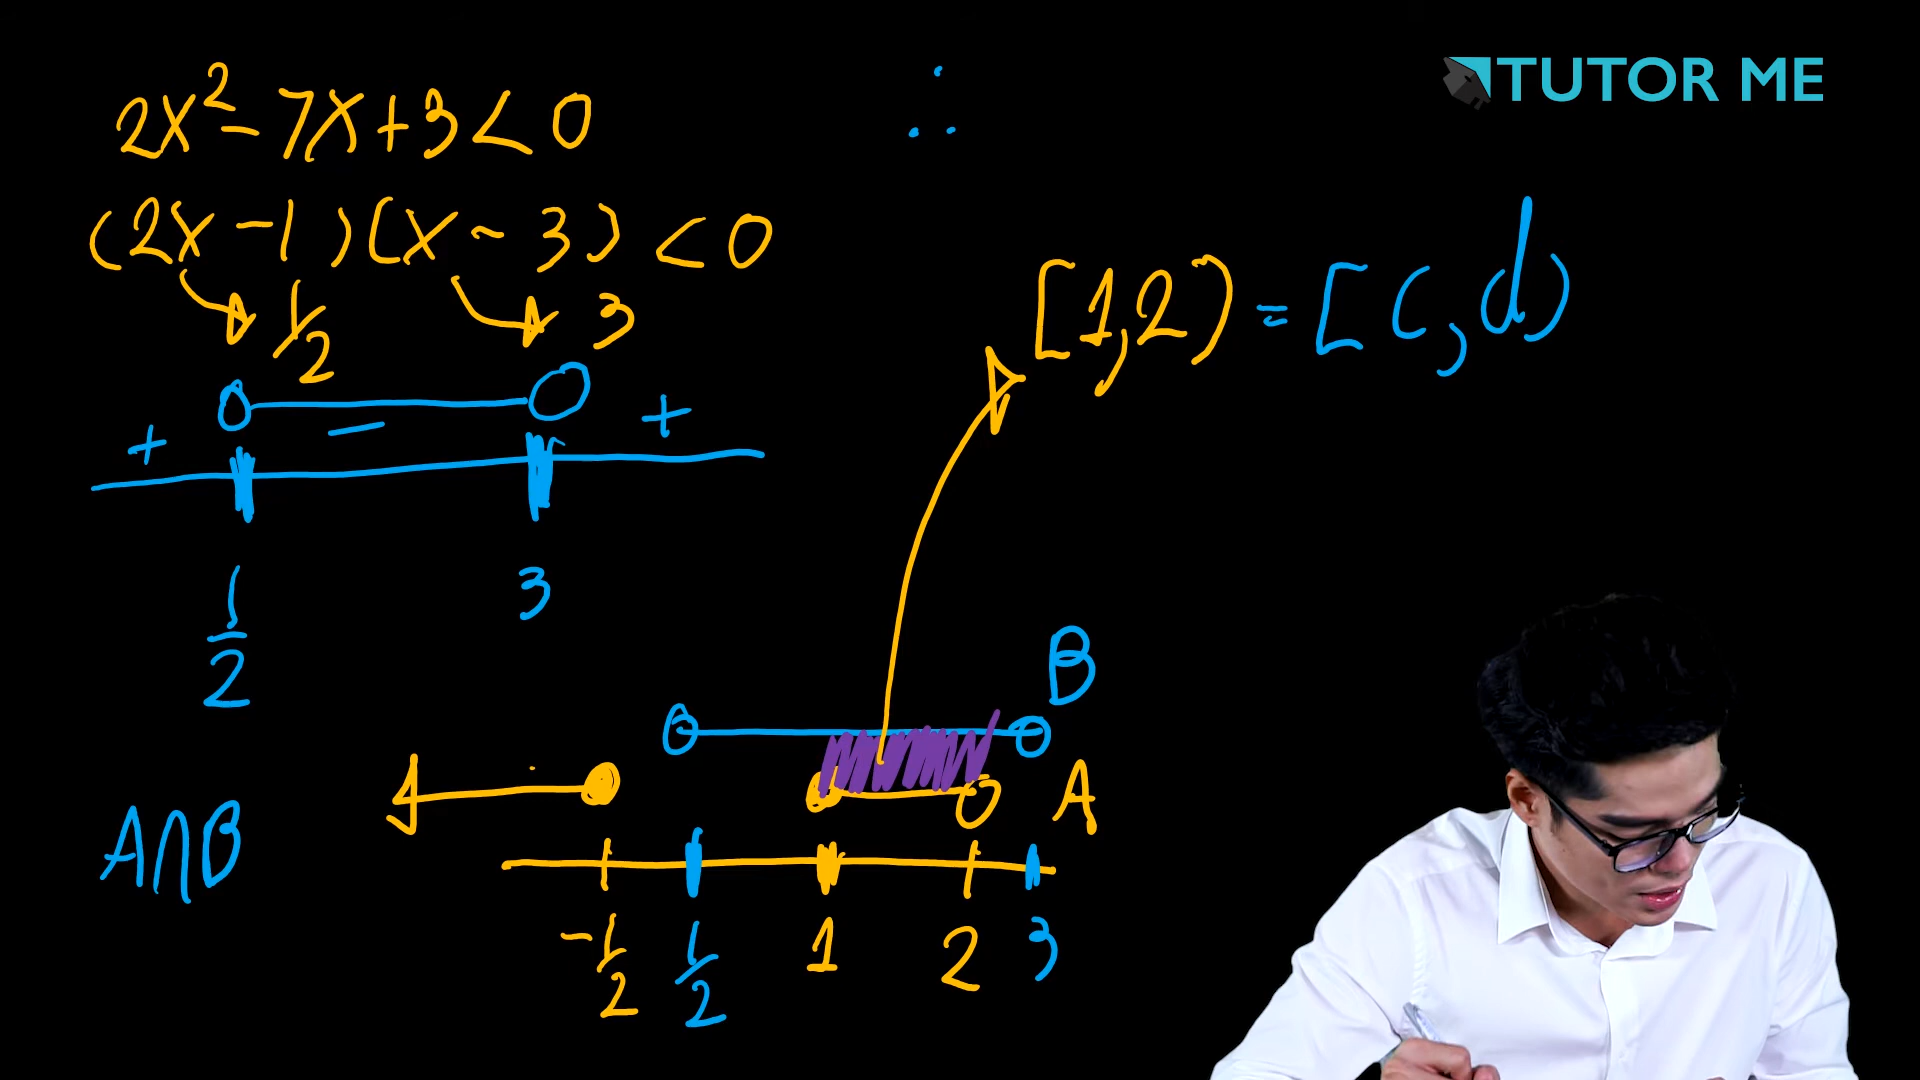 TUTOR ME
2x² - 7x + 3 < 0
(2x - 1)(x - 3) < 0
1/2 3
∴
[1,2) = [c,d)
+ − +
1/2 3
B
A
A∩B
-1/2 1/2 1 2 3